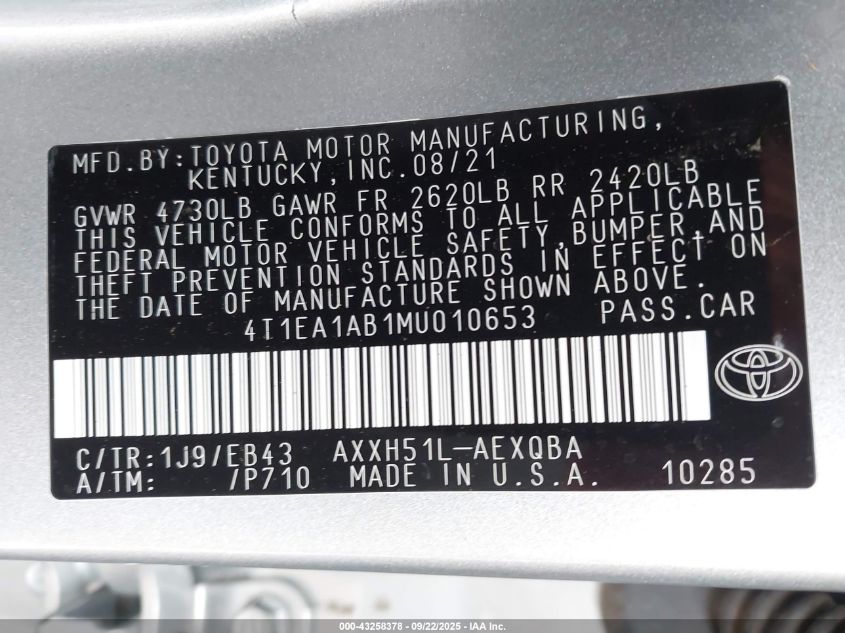 MFD.BY:TOYOTA MOTOR MANUFACTURING,
KENTUCKY,INC.08/21
GVWR 4730LB GAWR FR 2620LB RR 2420LB
THIS VEHICLE CONFORMS TO ALL APPLICABLE
FEDERAL MOTOR VEHICLE SAFETY,BUMPER,AND
THEFT PREVENTION STANDARDS IN EFFECT ON
THE DATE OF MANUFACTURE SHOWN ABOVE.
4T1EA1AB1MU010653 PASS.CAR
C/TR:1J9/EB43 AXXH51L-AEXQBA
A/TM: /P710 MADE IN U.S.A. 10285
000-43258378 - 09/22/2025 - IAA Inc.